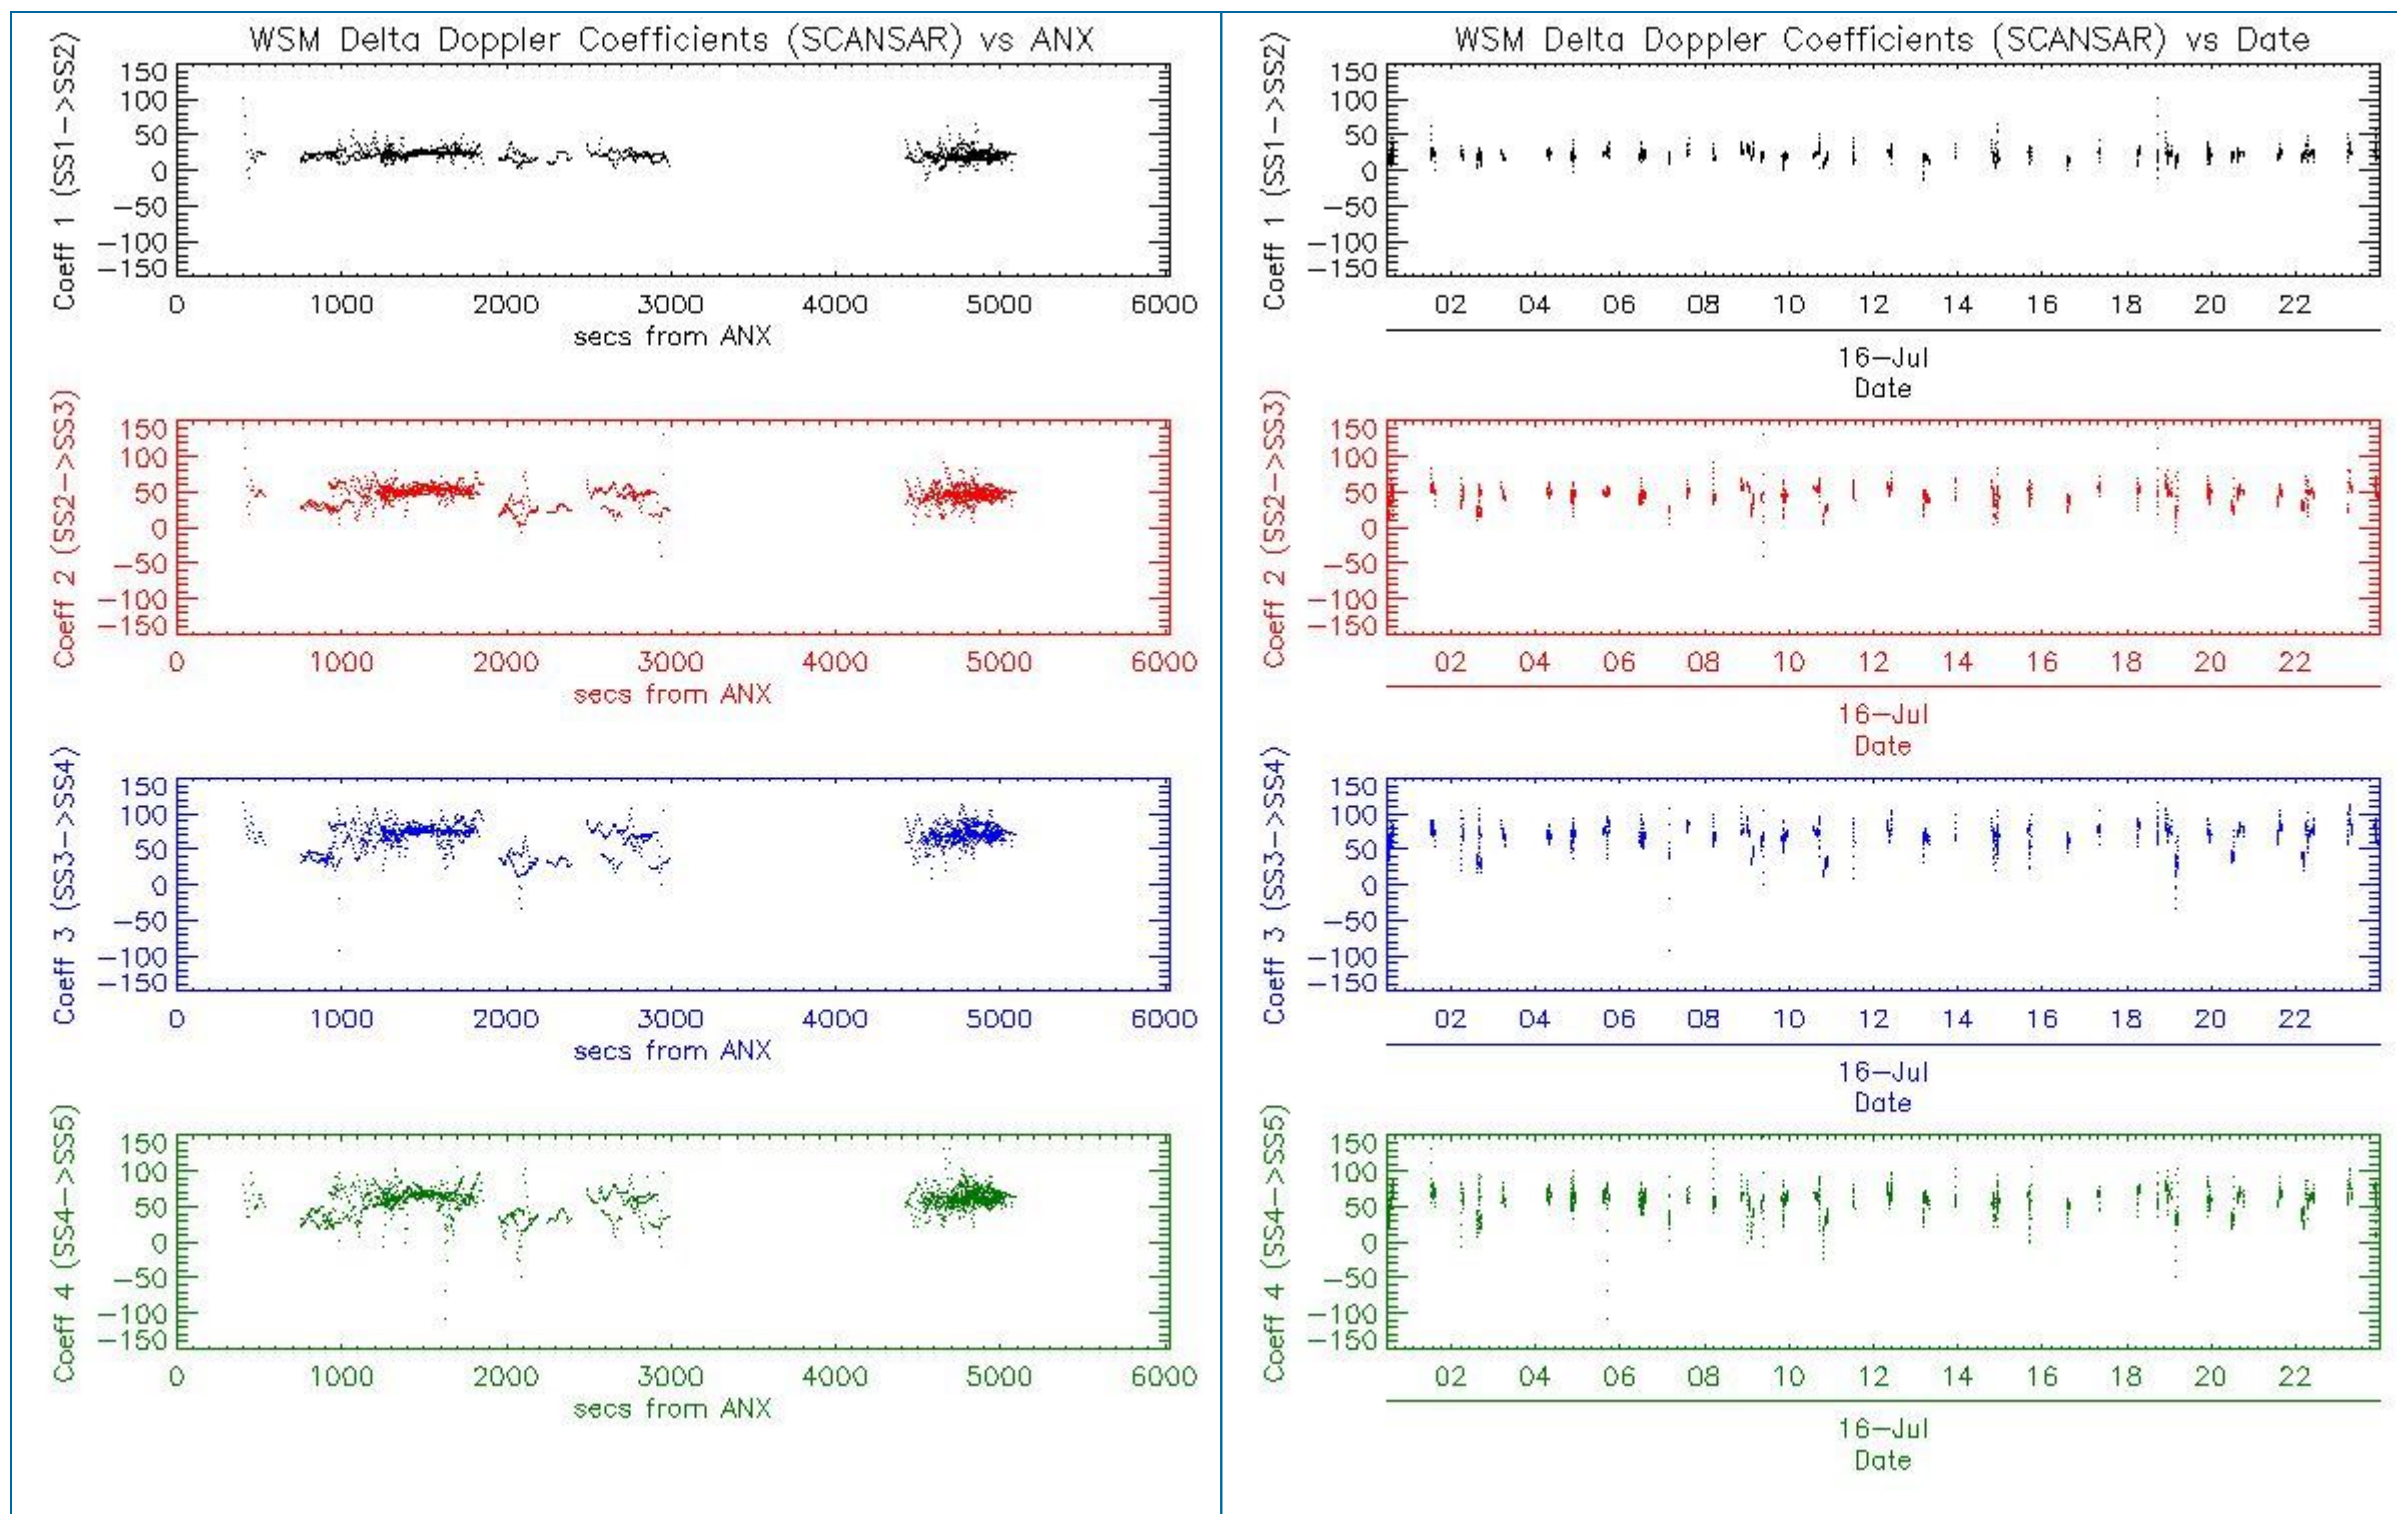 WSM Delta Doppler Coefficients (SCANSAR) vs ANX
Coeff 1 (SS1->SS2)
150
100
50
0
-50
-100
-150
0 1000 2000 3000 4000 5000 6000
secs from ANX
Coeff 2 (SS2->SS3)
150
100
50
0
-50
-100
-150
0 1000 2000 3000 4000 5000 6000
secs from ANX
Coeff 3 (SS3->SS4)
150
100
50
0
-50
-100
-150
0 1000 2000 3000 4000 5000 6000
secs from ANX
Coeff 4 (SS4->SS5)
150
100
50
0
-50
-100
-150
0 1000 2000 3000 4000 5000 6000
secs from ANX
WSM Delta Doppler Coefficients (SCANSAR) vs Date
Coeff 1 (SS1->SS2)
150
100
50
0
-50
-100
-150
02 04 06 08 10 12 14 16 18 20 22
16-Jul
Date
Coeff 2 (SS2->SS3)
150
100
50
0
-50
-100
-150
02 04 06 08 10 12 14 16 18 20 22
16-Jul
Date
Coeff 3 (SS3->SS4)
150
100
50
0
-50
-100
-150
02 04 06 08 10 12 14 16 18 20 22
16-Jul
Date
Coeff 4 (SS4->SS5)
150
100
50
0
-50
-100
-150
02 04 06 08 10 12 14 16 18 20 22
16-Jul
Date